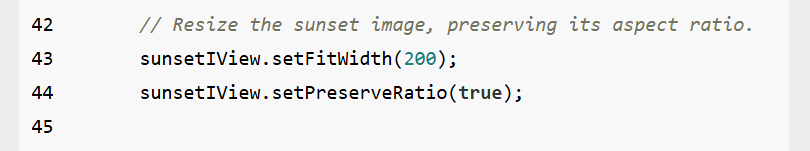 42 // Resize the sunset image, preserving its aspect ratio.
43 sunsetIView.setFitWidth(200);
44 sunsetIView.setPreserveRatio(true);
45